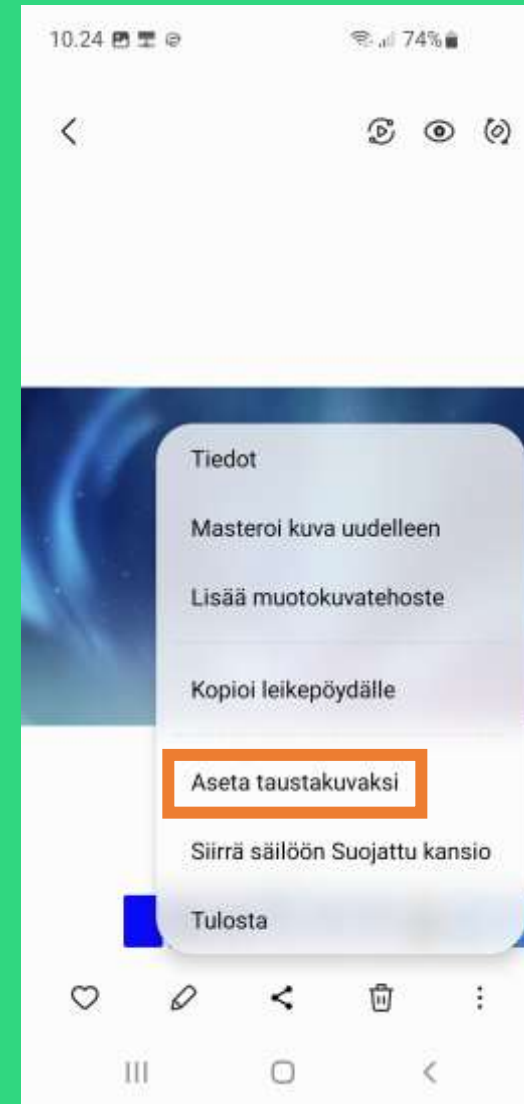 10.24 74%
Tiedot
Masteroi kuva uudelleen
Lisää muotokuvatehoste
Kopioi leikepöydälle
Aseta taustakuvaksi
Siirrä säilöön Suojattu kansio
Tulosta